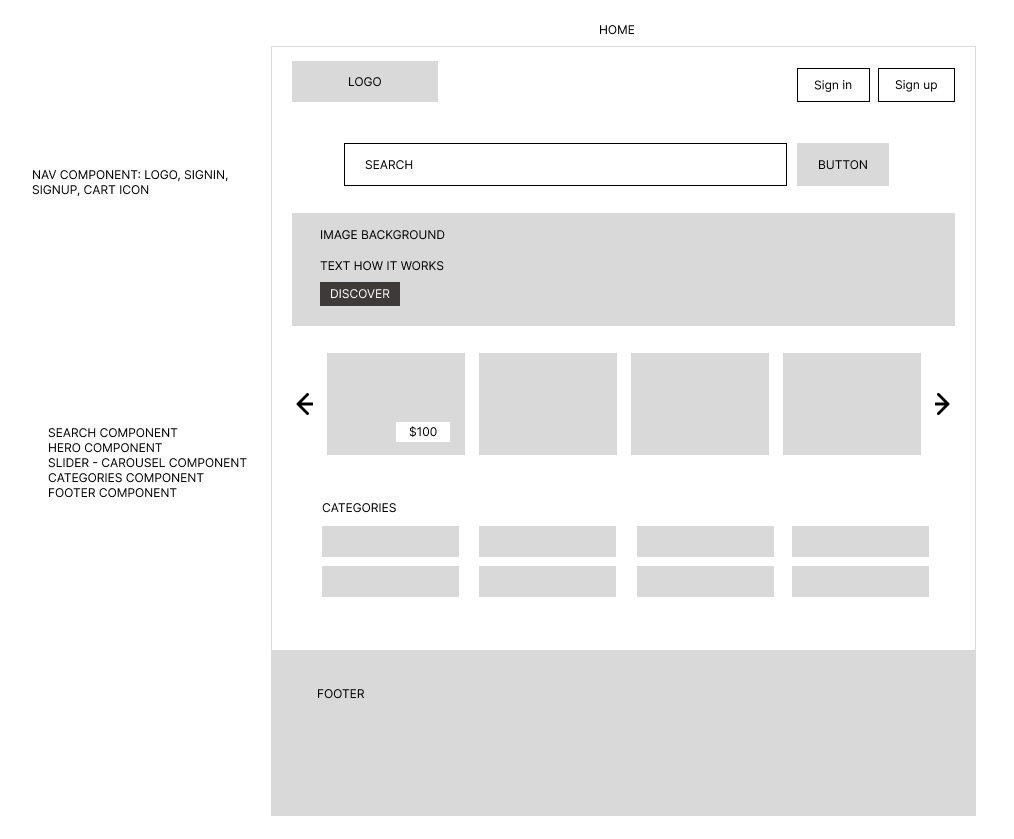 HOME
LOGO
Sign in
Sign up
SEARCH
BUTTON
NAV COMPONENT: LOGO, SIGNIN,
SIGNUP, CART ICON
IMAGE BACKGROUND
TEXT HOW IT WORKS
DISCOVER
$100
SEARCH COMPONENT
HERO COMPONENT
SLIDER - CAROUSEL COMPONENT
CATEGORIES COMPONENT
FOOTER COMPONENT
CATEGORIES
FOOTER